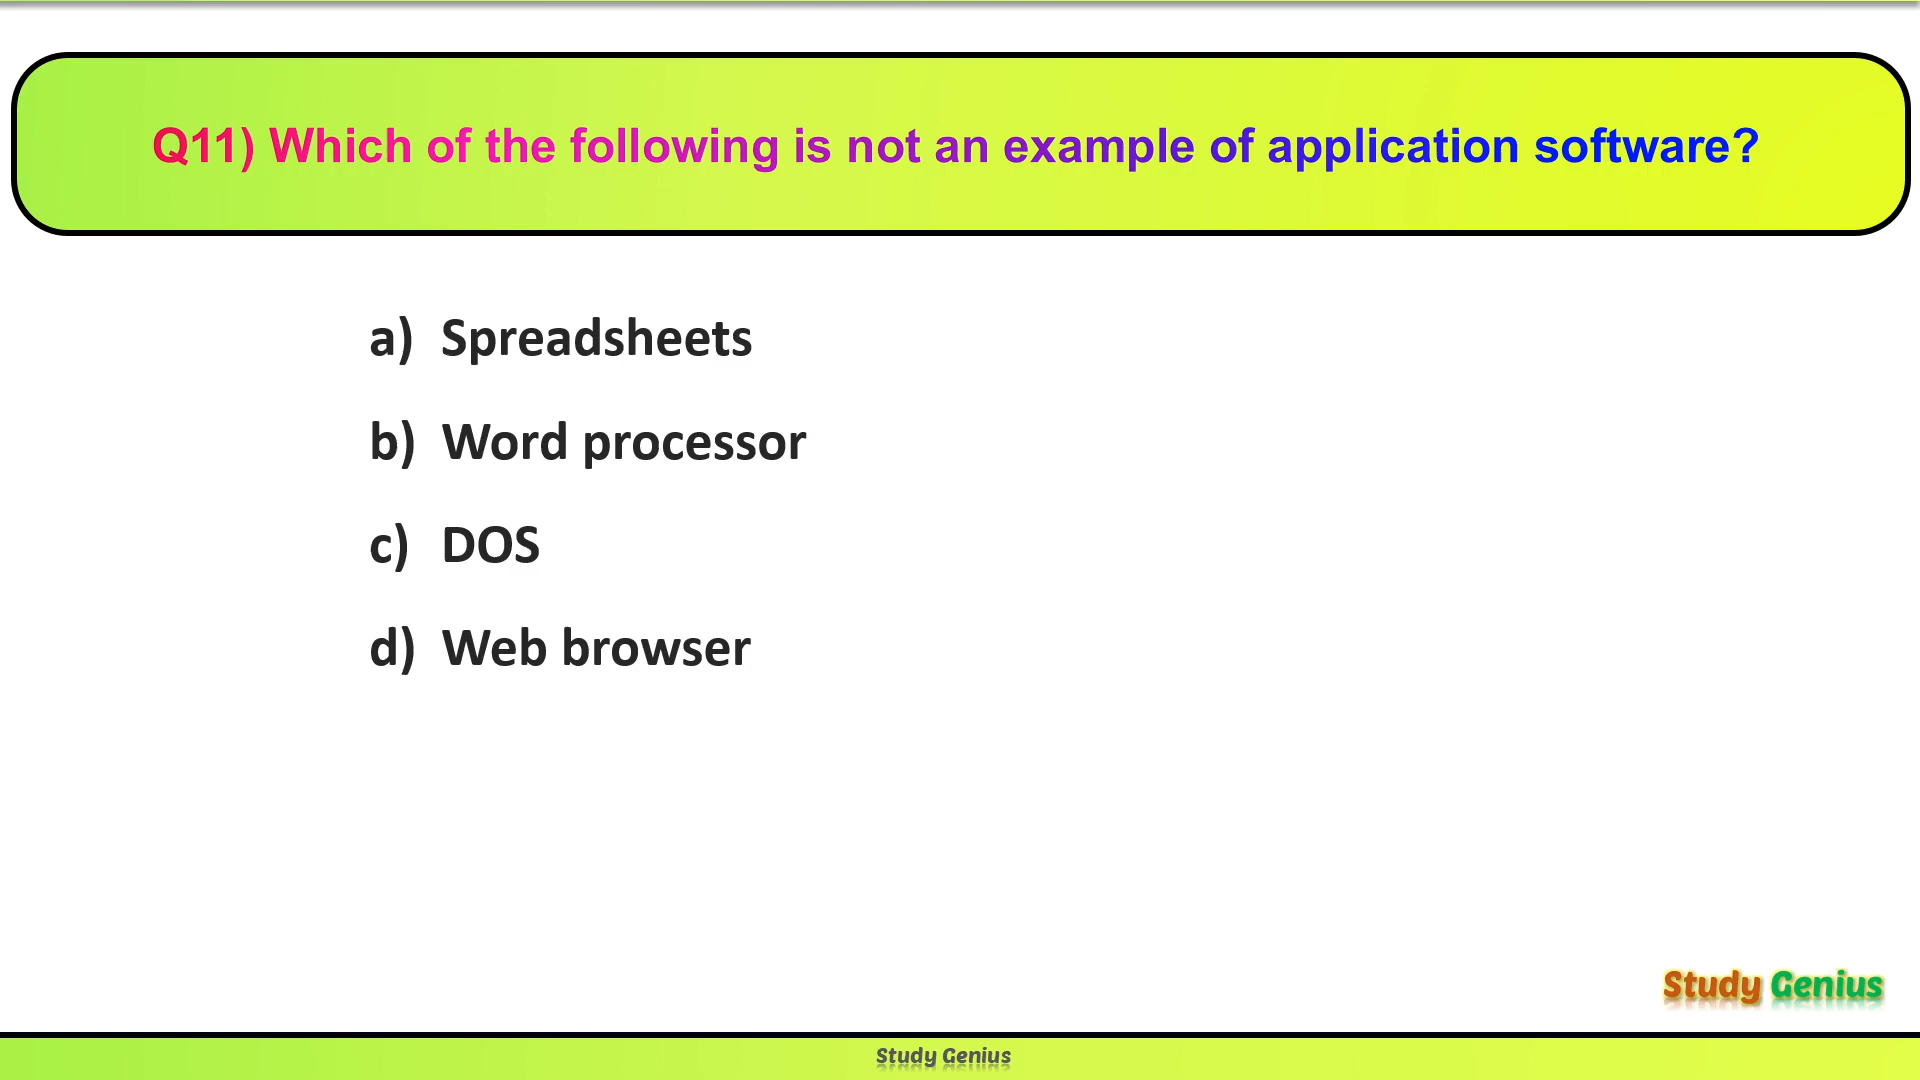 Q11) Which of the following is not an example of application software?
a) Spreadsheets
b) Word processor
c) DOS
d) Web browser
Study Genius
Study Genius